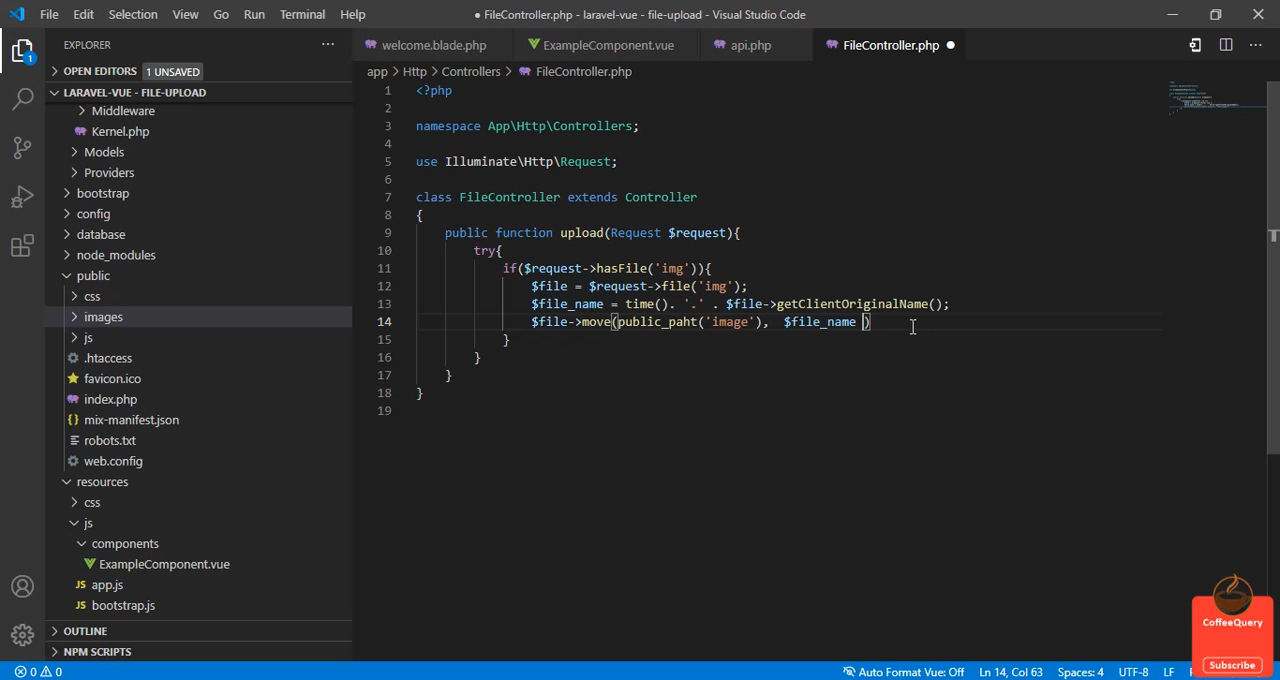 File Edit Selection View Go Run Terminal Help
● FileController.php - laravel-vue - file-upload - Visual Studio Code
EXPLORER
1
OPEN EDITORS 1 UNSAVED
LARAVEL-VUE - FILE-UPLOAD
Middleware
Kernel.php
Models
Providers
bootstrap
config
database
node_modules
public
css
images
js
.htaccess
favicon.ico
index.php
mix-manifest.json
robots.txt
web.config
resources
css
js
components
ExampleComponent.vue
JS app.js
JS bootstrap.js
OUTLINE
NPM SCRIPTS
welcome.blade.php ExampleComponent.vue api.php FileController.php ●
app > Http > Controllers > FileController.php
1 <?php
2
3 namespace App\Http\Controllers;
4
5 use Illuminate\Http\Request;
6
7 class FileController extends Controller
8 {
9 public function upload(Request $request){
10 try{
11 if($request->hasFile('img')){
12 $file = $request->file('img');
13 $file_name = time(). '.' . $file->getClientOriginalName();
14 $file->move(public_paht('image'), $file_name )
15 }
16 }
17 }
18 }
19
CoffeeQuery
Subscribe
0 0 Auto Format Vue: Off Ln 14, Col 63 Spaces: 4 UTF-8 LF